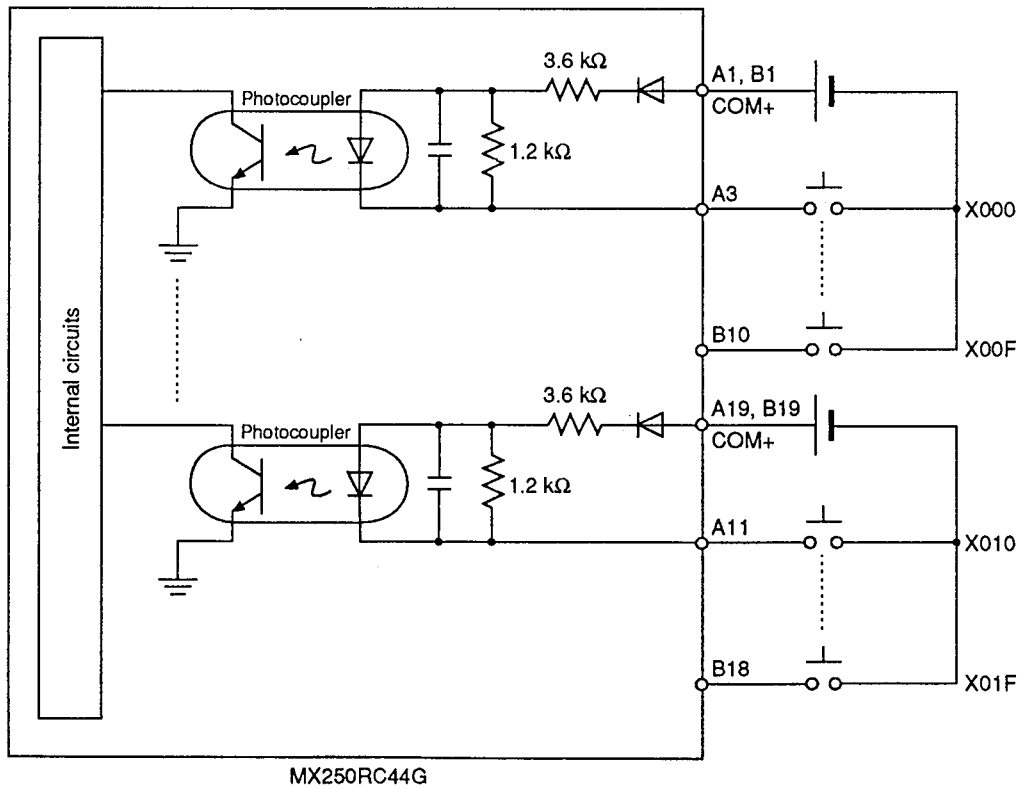 3.6 kΩ
A1, B1
COM+
Photocoupler
1.2 kΩ
A3
X000
B10
X00F
Internal circuits
3.6 kΩ
A19, B19
COM+
Photocoupler
1.2 kΩ
A11
X010
B18
X01F
MX250RC44G